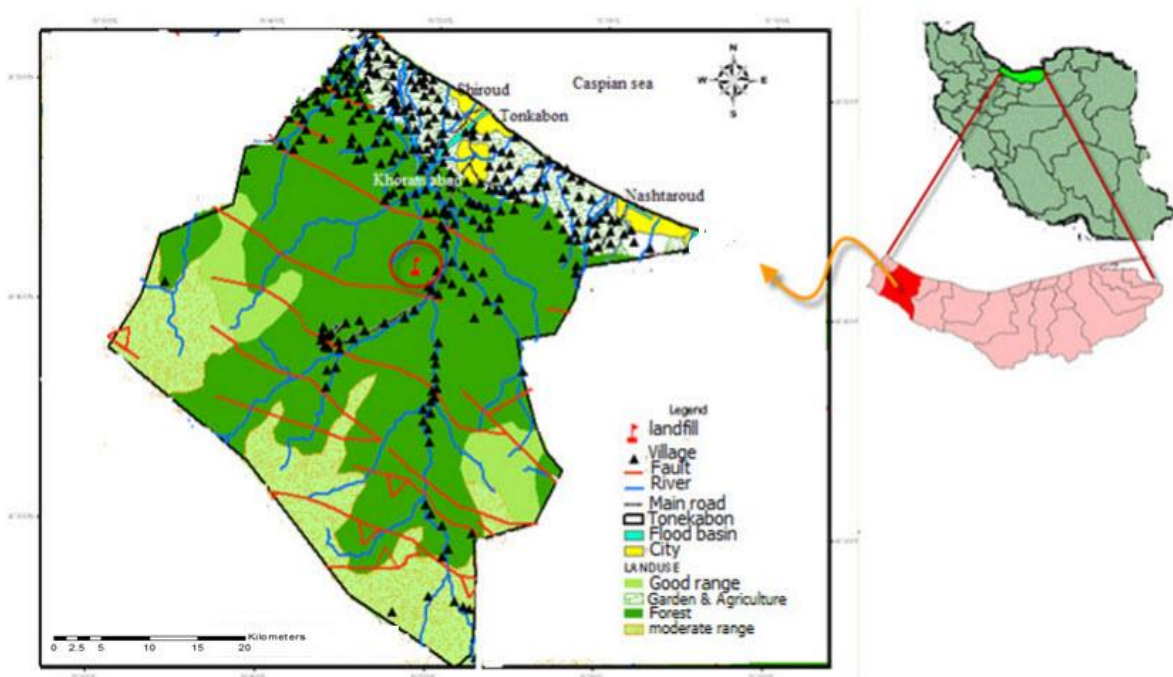 N
W E
S
Caspian sea
Shiroud
Tonkabon
Khoram abad
Nashtaroud
Legend
landfill
Village
Fault
River
Main road
Tonekabon
Flood basin
City
LANDUSE
Good range
Garden & Agriculture
Forest
moderate range
Kilometers
0 2.5 5 10 15 20